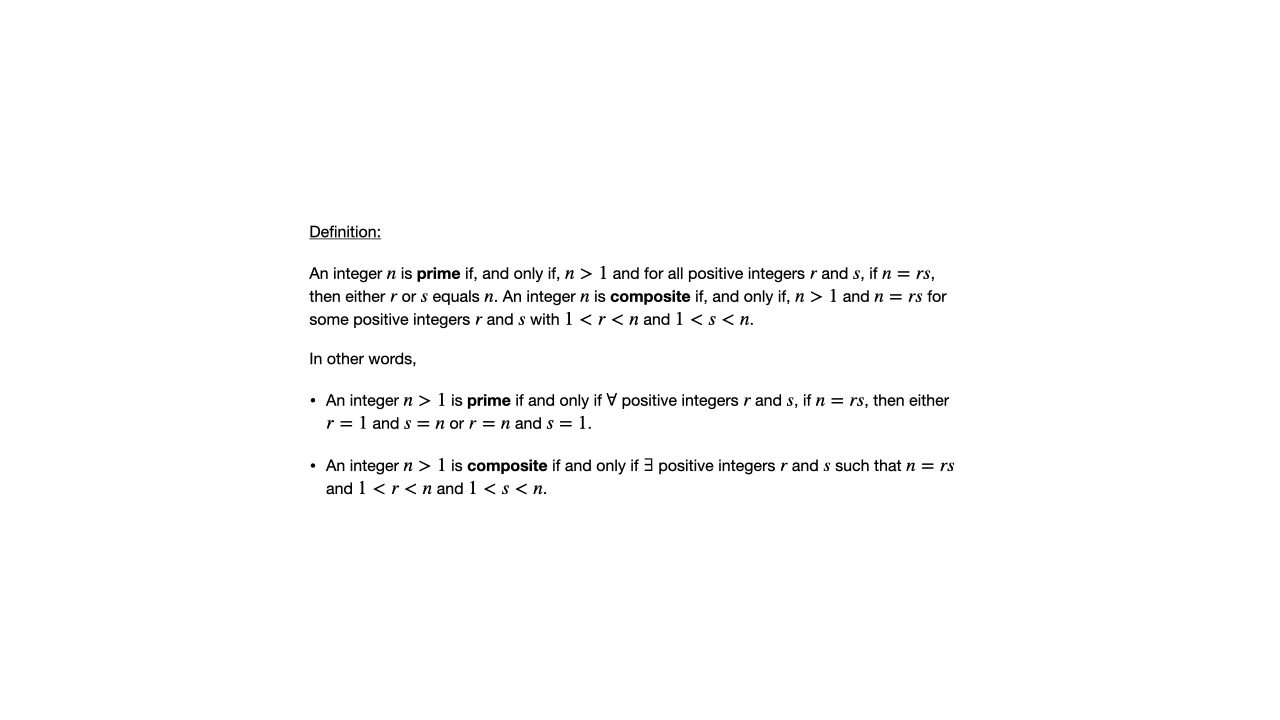 Definition:
An integer n is prime if, and only if, n > 1 and for all positive integers r and s, if n = rs,
then either r or s equals n. An integer n is composite if, and only if, n > 1 and n = rs for
some positive integers r and s with 1 < r < n and 1 < s < n.
In other words,
• An integer n > 1 is prime if and only if ∀ positive integers r and s, if n = rs, then either
r = 1 and s = n or r = n and s = 1.
• An integer n > 1 is composite if and only if ∃ positive integers r and s such that n = rs
and 1 < r < n and 1 < s < n.